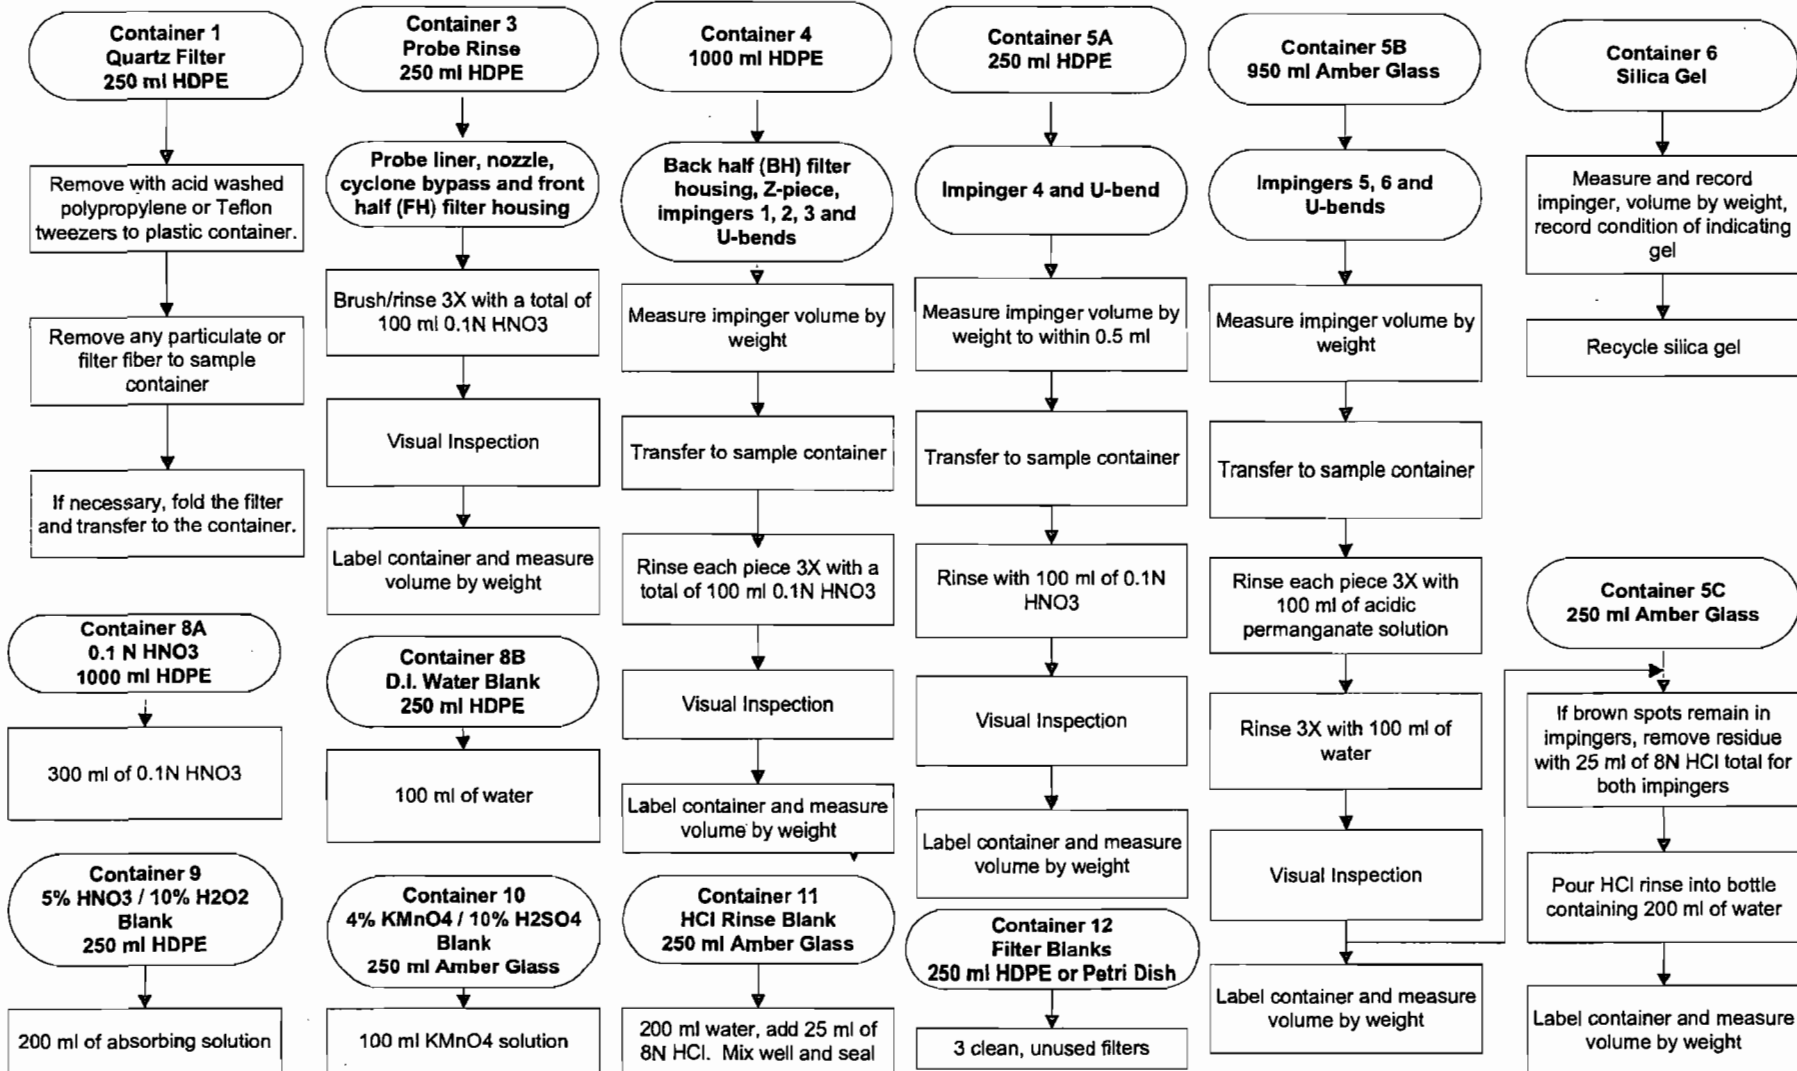 Container 1
Quartz Filter
250 ml HDPE
Remove with acid washed
polypropylene or Teflon
tweezers to plastic container.
Remove any particulate or
filter fiber to sample
container
If necessary, fold the filter
and transfer to the container.
Container 8A
0.1 N HNO3
1000 ml HDPE
300 ml of 0.1N HNO3
Container 9
5% HNO3 / 10% H2O2
Blank
250 ml HDPE
200 ml of absorbing solution
Container 3
Probe Rinse
250 ml HDPE
Probe liner, nozzle,
cyclone bypass and front
half (FH) filter housing
Brush/rinse 3X with a total of
100 ml 0.1N HNO3
Visual Inspection
Label container and measure
volume by weight
Container 8B
D.I. Water Blank
250 ml HDPE
100 ml of water
Container 10
4% KMnO4 / 10% H2SO4
Blank
250 ml Amber Glass
100 ml KMnO4 solution
Container 4
1000 ml HDPE
Back half (BH) filter
housing, Z-piece,
impingers 1, 2, 3 and
U-bends
Measure impinger volume by
weight
Transfer to sample container
Rinse each piece 3X with a
total of 100 ml 0.1N HNO3
Visual Inspection
Label container and measure
volume by weight
Container 11
HCl Rinse Blank
250 ml Amber Glass
200 ml water, add 25 ml of
8N HCl. Mix well and seal
Container 5A
250 ml HDPE
Impinger 4 and U-bend
Measure impinger volume by
weight to within 0.5 ml
Transfer to sample container
Rinse with 100 ml of 0.1N
HNO3
Visual Inspection
Label container and measure
volume by weight
Container 12
Filter Blanks
250 ml HDPE or Petri Dish
3 clean, unused filters
Container 5B
950 ml Amber Glass
Impingers 5, 6 and
U-bends
Measure impinger volume by
weight
Transfer to sample container
Rinse each piece 3X with
100 ml of acidic
permanganate solution
Rinse 3X with 100 ml of
water
Visual Inspection
Label container and measure
volume by weight
Container 6
Silica Gel
Measure and record
impinger, volume by weight,
record condition of indicating
gel
Recycle silica gel
Container 5C
250 ml Amber Glass
If brown spots remain in
impingers, remove residue
with 25 ml of 8N HCl total for
both impingers
Pour HCl rinse into bottle
containing 200 ml of water
Label container and measure
volume by weight